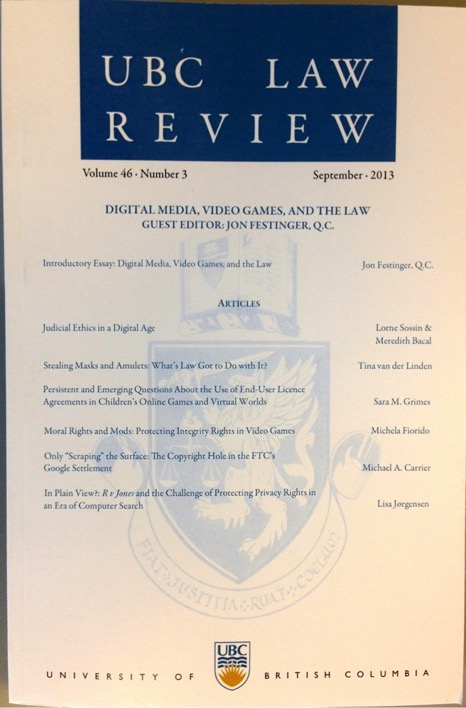 UBC LAW
REVIEW
Volume 46 · Number 3 September · 2013
DIGITAL MEDIA, VIDEO GAMES, AND THE LAW
GUEST EDITOR: JON FESTINGER, Q.C.
Introductory Essay: Digital Media, Video Games, and the Law Jon Festinger, Q.C.
ARTICLES
Judicial Ethics in a Digital Age Lorne Sossin &
Meredith Bacal
Stealing Masks and Amulets: What's Law Got to Do with It? Tina van der Linden
Persistent and Emerging Questions About the Use of End-User Licence
Agreements in Children's Online Games and Virtual Worlds Sara M. Grimes
Moral Rights and Mods: Protecting Integrity Rights in Video Games Michela Fiorido
Only "Scraping" the Surface: The Copyright Hole in the FTC's
Google Settlement Michael A. Carrier
In Plain View?: R v Jones and the Challenge of Protecting Privacy Rights in
an Era of Computer Search Lisa Jørgensen
FIAT·JUSTITIA·RUAT·COELUM
UBC
UNIVERSITY OF BRITISH COLUMBIA